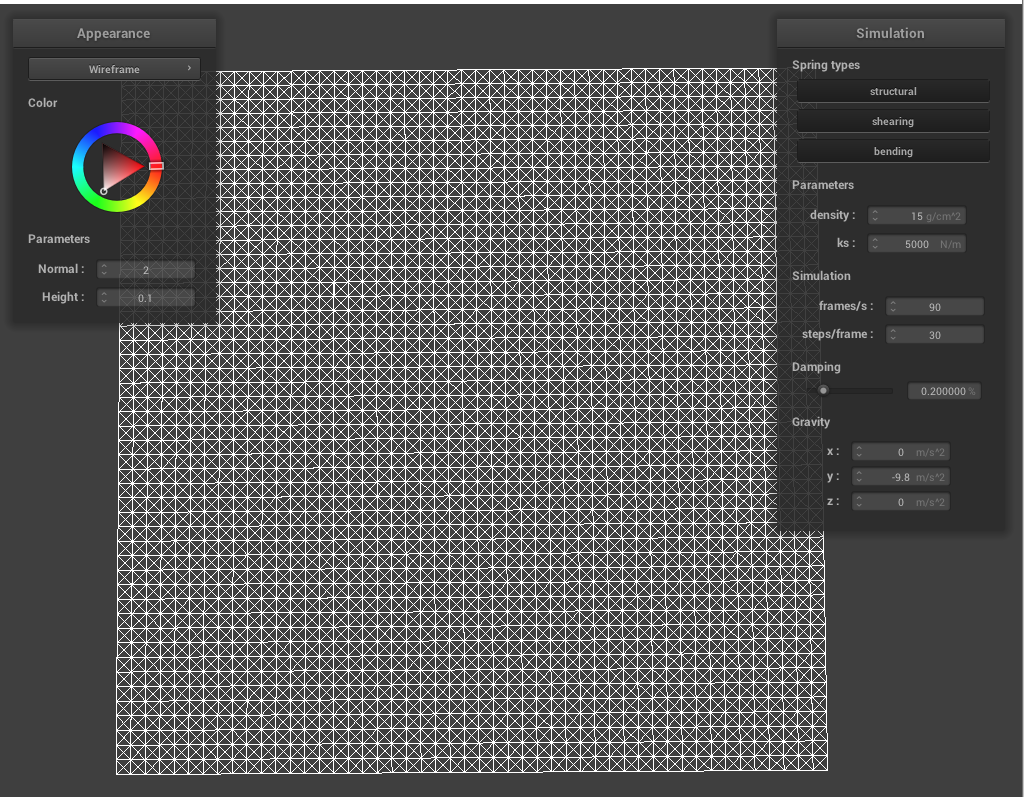 Appearance
Wireframe
Color
Parameters
Normal : 2
Height : 0.1
Simulation
Spring types
structural
shearing
bending
Parameters
density : 15 g/cm^2
ks : 5000 N/m
Simulation
frames/s : 90
steps/frame : 30
Damping
0.200000 %
Gravity
x : 0 m/s^2
y : -9.8 m/s^2
z : 0 m/s^2